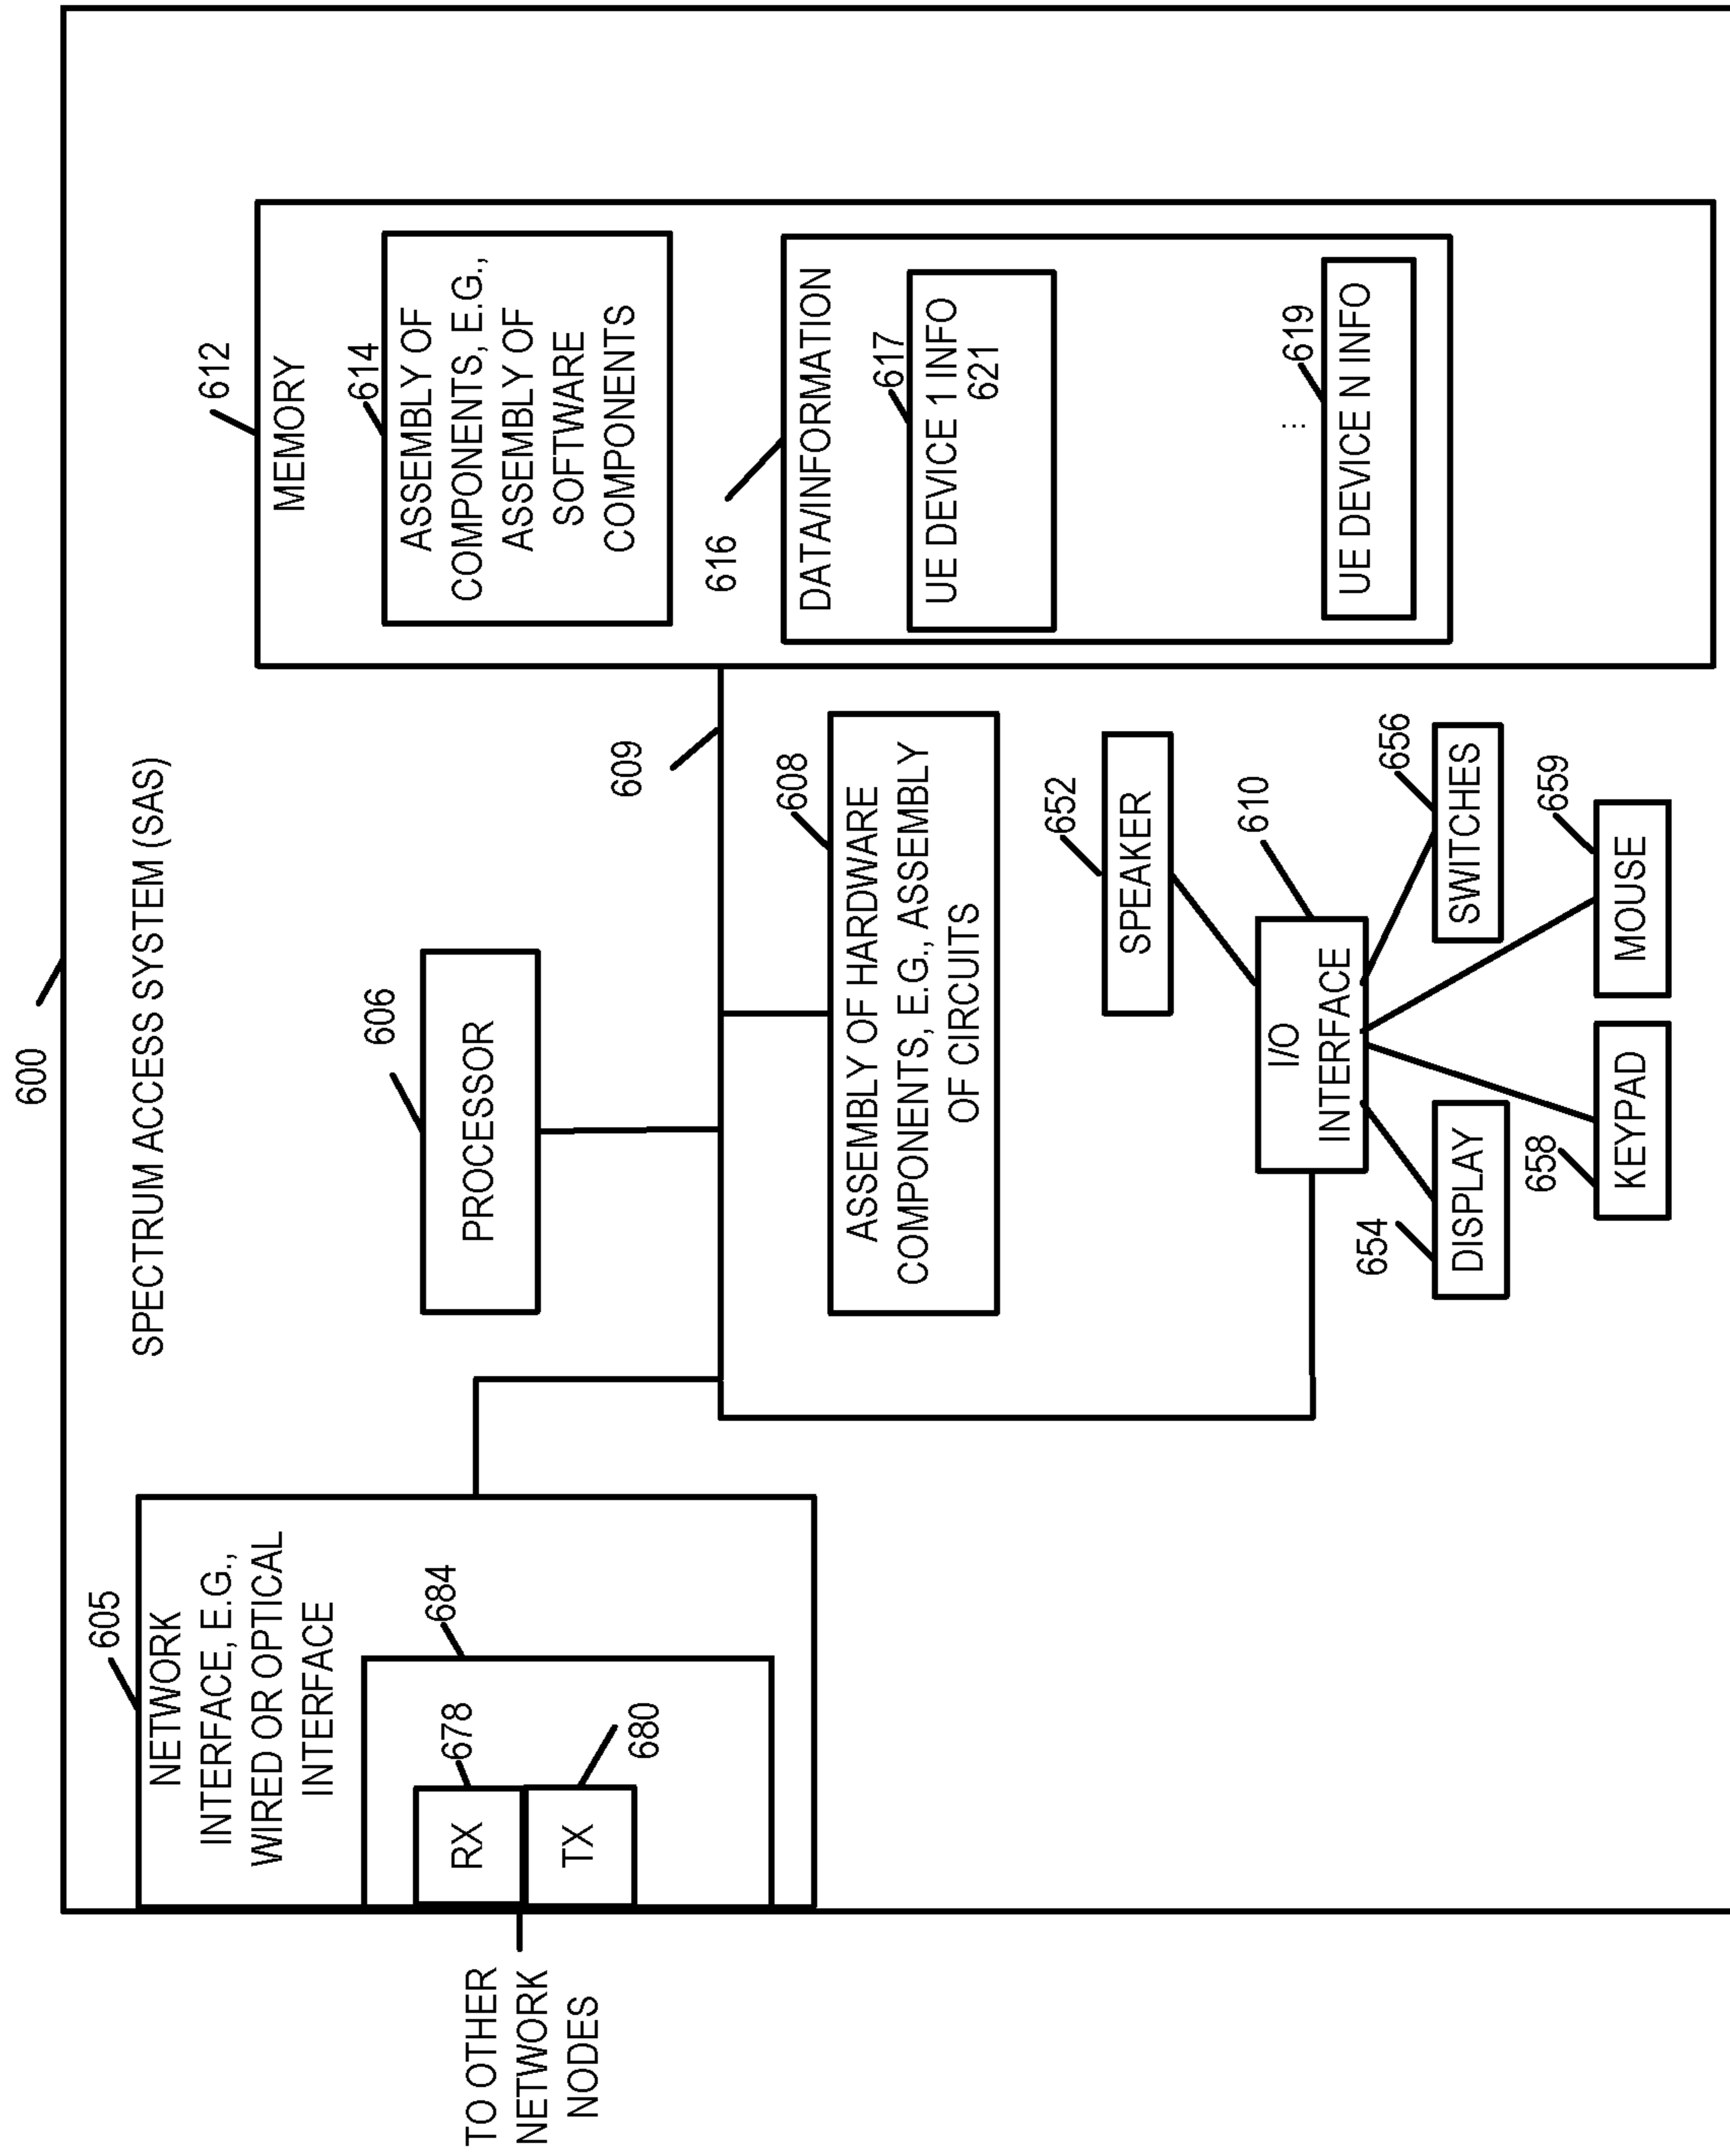 600
SPECTRUM ACCESS SYSTEM (SAS)
605
NETWORK
INTERFACE, E.G.,
WIRED OR OPTICAL
INTERFACE
684
678
RX
TX
680
TO OTHER
NETWORK
NODES
606
PROCESSOR
609
608
ASSEMBLY OF HARDWARE
COMPONENTS, E.G., ASSEMBLY
OF CIRCUITS
652
SPEAKER
610
I/O
INTERFACE
654
DISPLAY
656
SWITCHES
658
KEYPAD
659
MOUSE
612
MEMORY
614
ASSEMBLY OF
COMPONENTS, E.G.,
ASSEMBLY OF
SOFTWARE
COMPONENTS
616
DATA/INFORMATION
617
UE DEVICE 1 INFO
621
...
619
UE DEVICE N INFO